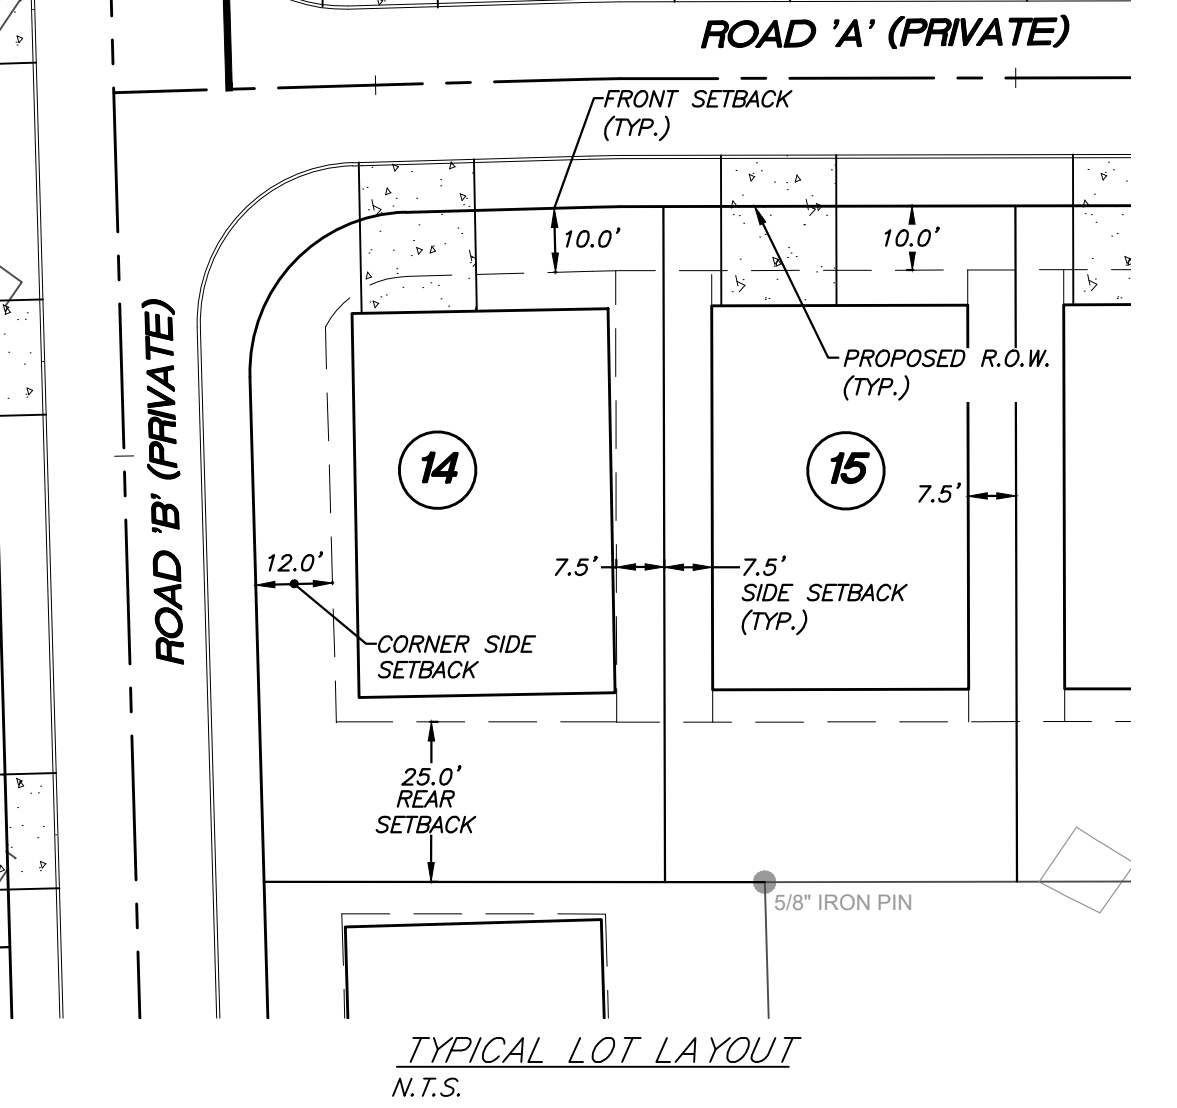 ROAD 'A' (PRIVATE)
FRONT SETBACK
(TYP.)
10.0'
10.0'
PROPOSED R.O.W.
(TYP.)
ROAD 'B' (PRIVATE)
14
15
7.5'
12.0'
7.5'
7.5'
SIDE SETBACK
(TYP.)
CORNER SIDE
SETBACK
25.0'
REAR
SETBACK
5/8" IRON PIN
TYPICAL LOT LAYOUT
N.T.S.